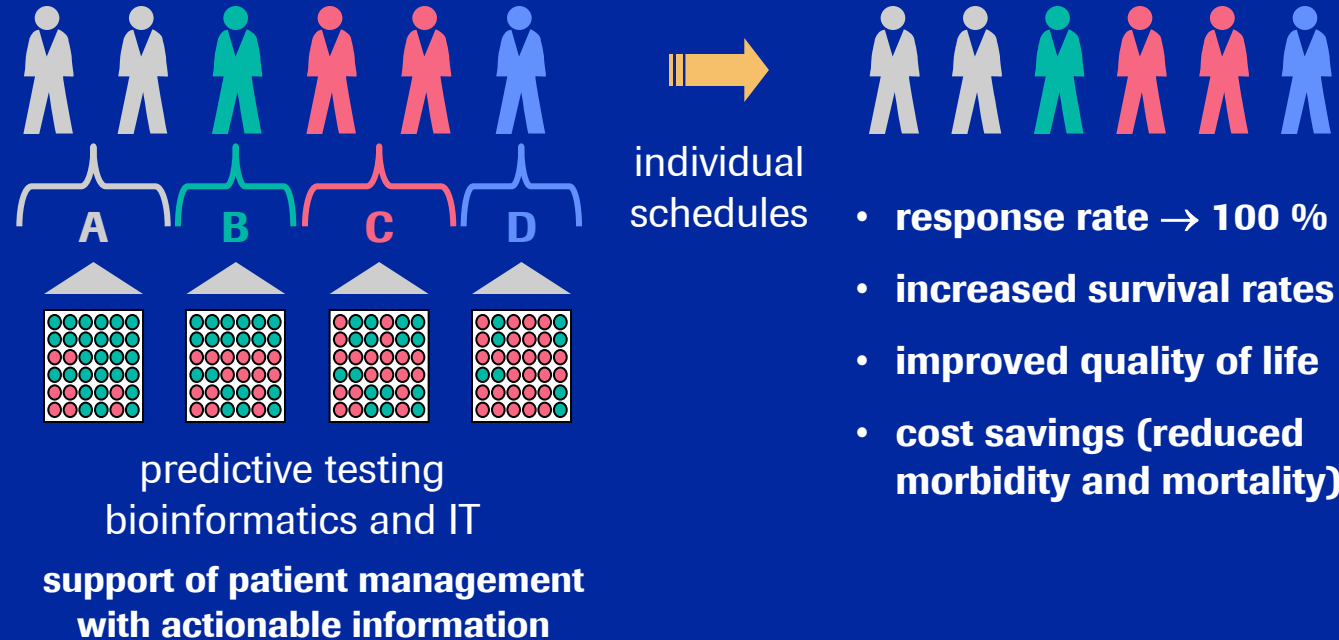 A B C D
predictive testing
bioinformatics and IT
support of patient management
with actionable information
individual
schedules
• response rate → 100 %
• increased survival rates
• improved quality of life
• cost savings (reduced
morbidity and mortality)